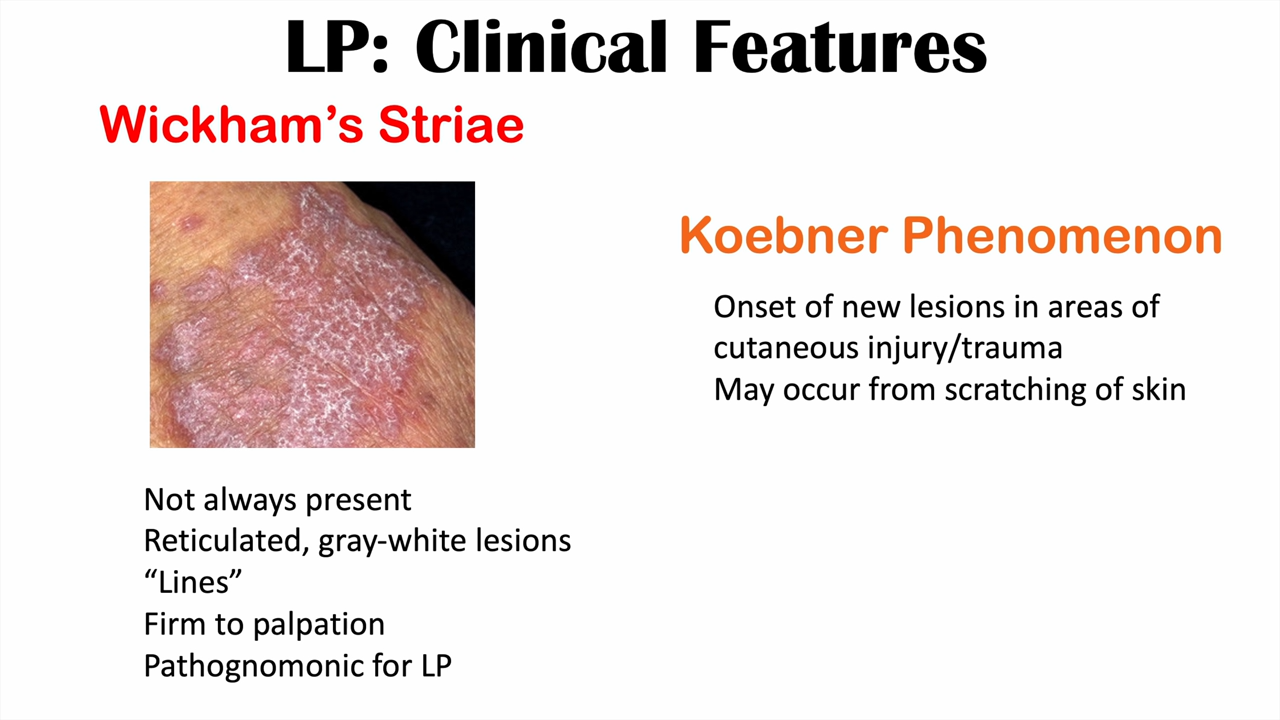 LP: Clinical Features
Wickham’s Striae
Not always present
Reticulated, gray-white lesions
“Lines”
Firm to palpation
Pathognomonic for LP
Koebner Phenomenon
Onset of new lesions in areas of
cutaneous injury/trauma
May occur from scratching of skin